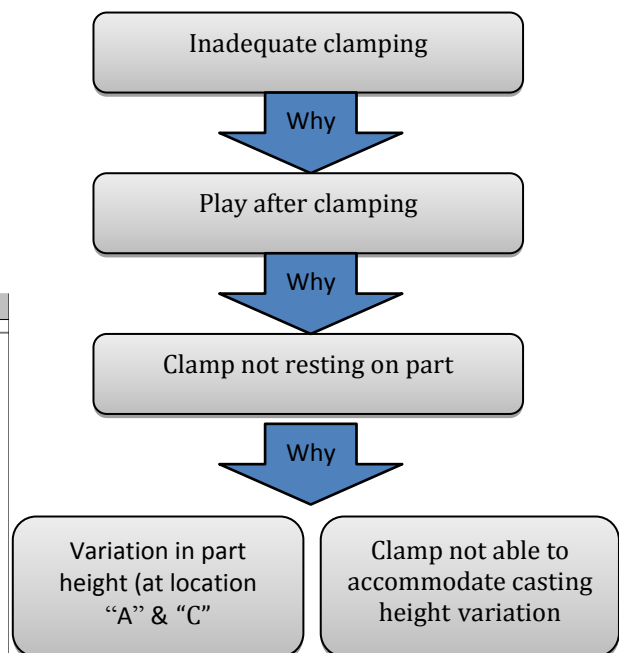 Inadequate clamping
Why
Play after clamping
Why
Clamp not resting on part
Why
Variation in part
height (at location
“A” & “C”
Clamp not able to
accommodate casting
height variation